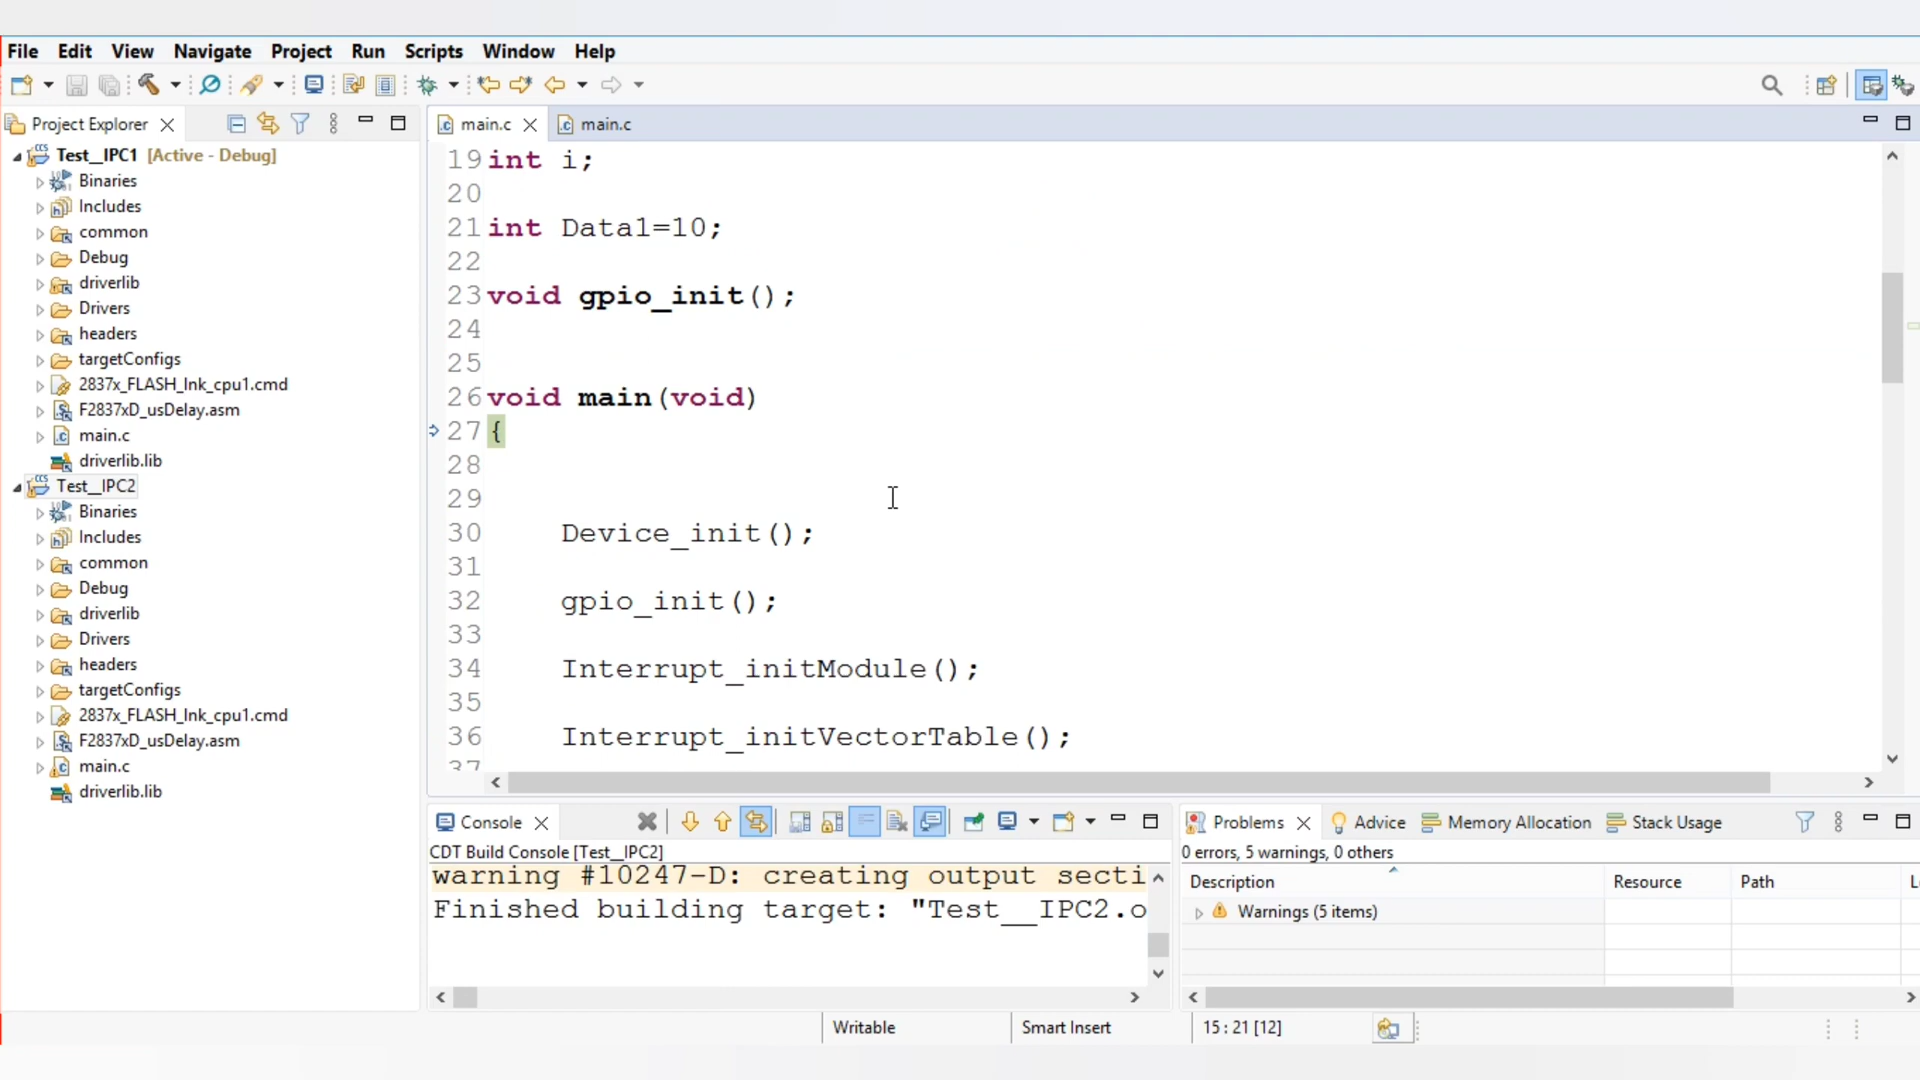 File Edit View Navigate Project Run Scripts Window Help
Project Explorer
Test__IPC1 [Active - Debug]
Binaries
Includes
common
Debug
driverlib
Drivers
headers
targetConfigs
2837x_FLASH_lnk_cpu1.cmd
F2837xD_usDelay.asm
main.c
driverlib.lib
Test__IPC2
Binaries
Includes
common
Debug
driverlib
Drivers
headers
targetConfigs
2837x_FLASH_lnk_cpu1.cmd
F2837xD_usDelay.asm
main.c
driverlib.lib
main.c main.c
19 int i;
20
21 int Data1=10;
22
23 void gpio_init();
24
25
26 void main(void)
27 {
28
29
30 Device_init();
31
32 gpio_init();
33
34 Interrupt_initModule();
35
36 Interrupt_initVectorTable();
37
Console
CDT Build Console [Test__IPC2]
warning #10247-D: creating output secti
Finished building target: "Test__IPC2.o
Problems Advice Memory Allocation Stack Usage
0 errors, 5 warnings, 0 others
Description Resource Path L
Warnings (5 items)
Writable Smart Insert 15 : 21 [12]